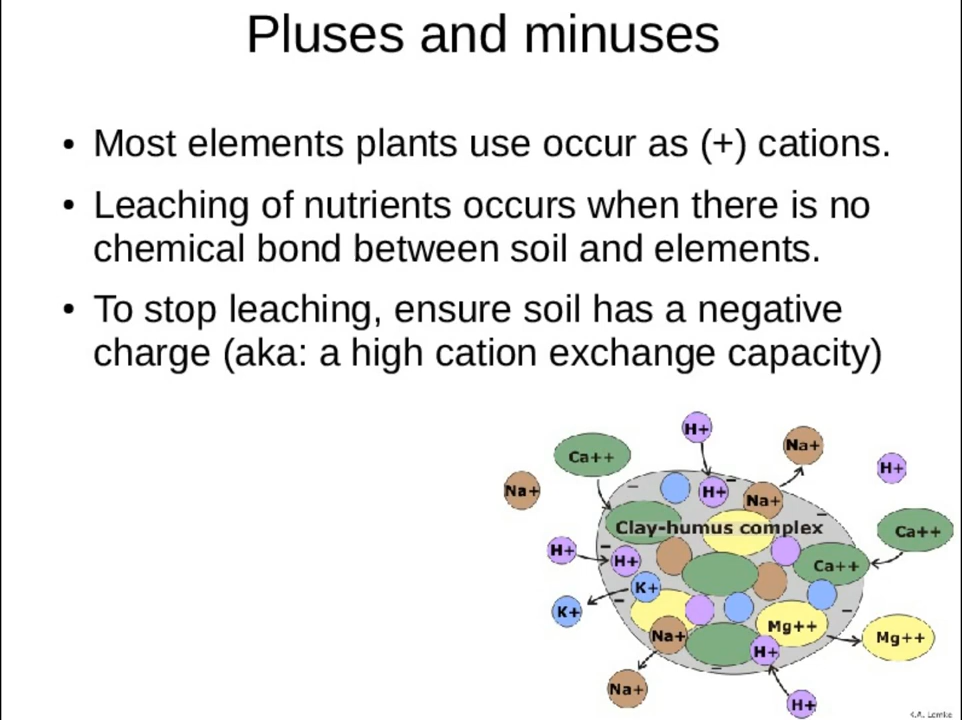 Pluses and minuses
• Most elements plants use occur as (+) cations.
• Leaching of nutrients occurs when there is no
chemical bond between soil and elements.
• To stop leaching, ensure soil has a negative
charge (aka: a high cation exchange capacity)
H+
Na+
Ca++
H+
Na+
H+
Na+
Clay-humus complex
Ca++
H+
H+
Ca++
K+
K+
Mg++
Na+
Mg++
H+
Na+
H+
K.A. Lemke